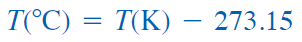 T(°C) = T(K) − 273.15